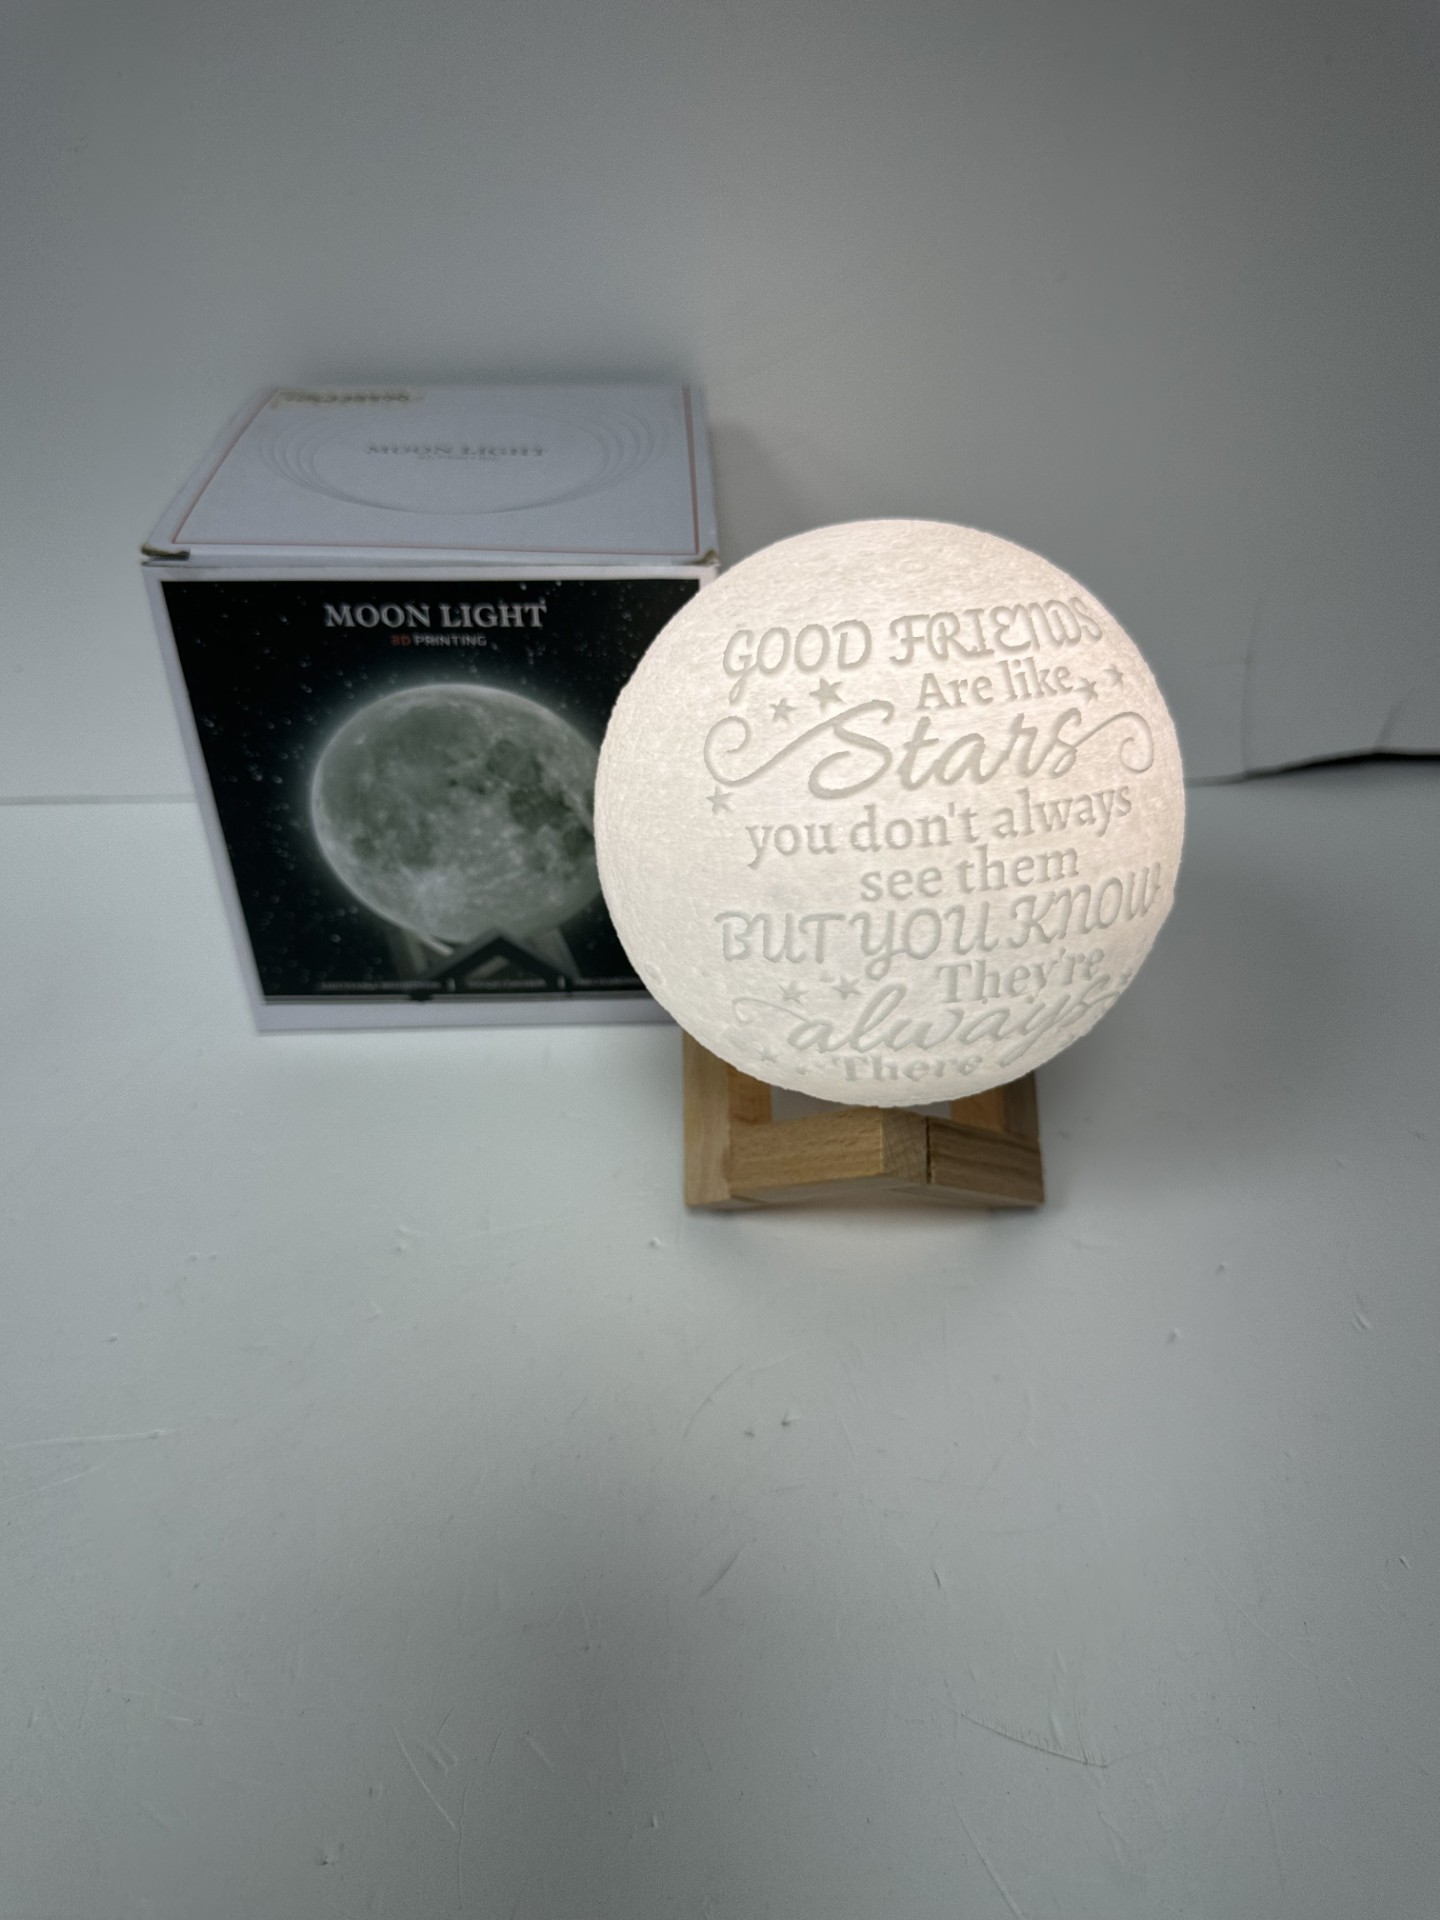 MOON LIGHT
MOON LIGHT
3D PRINTING
GOOD FRIENDS
Are like
Stars
you don't always
see them
BUT YOU KNOW
They're
always
There